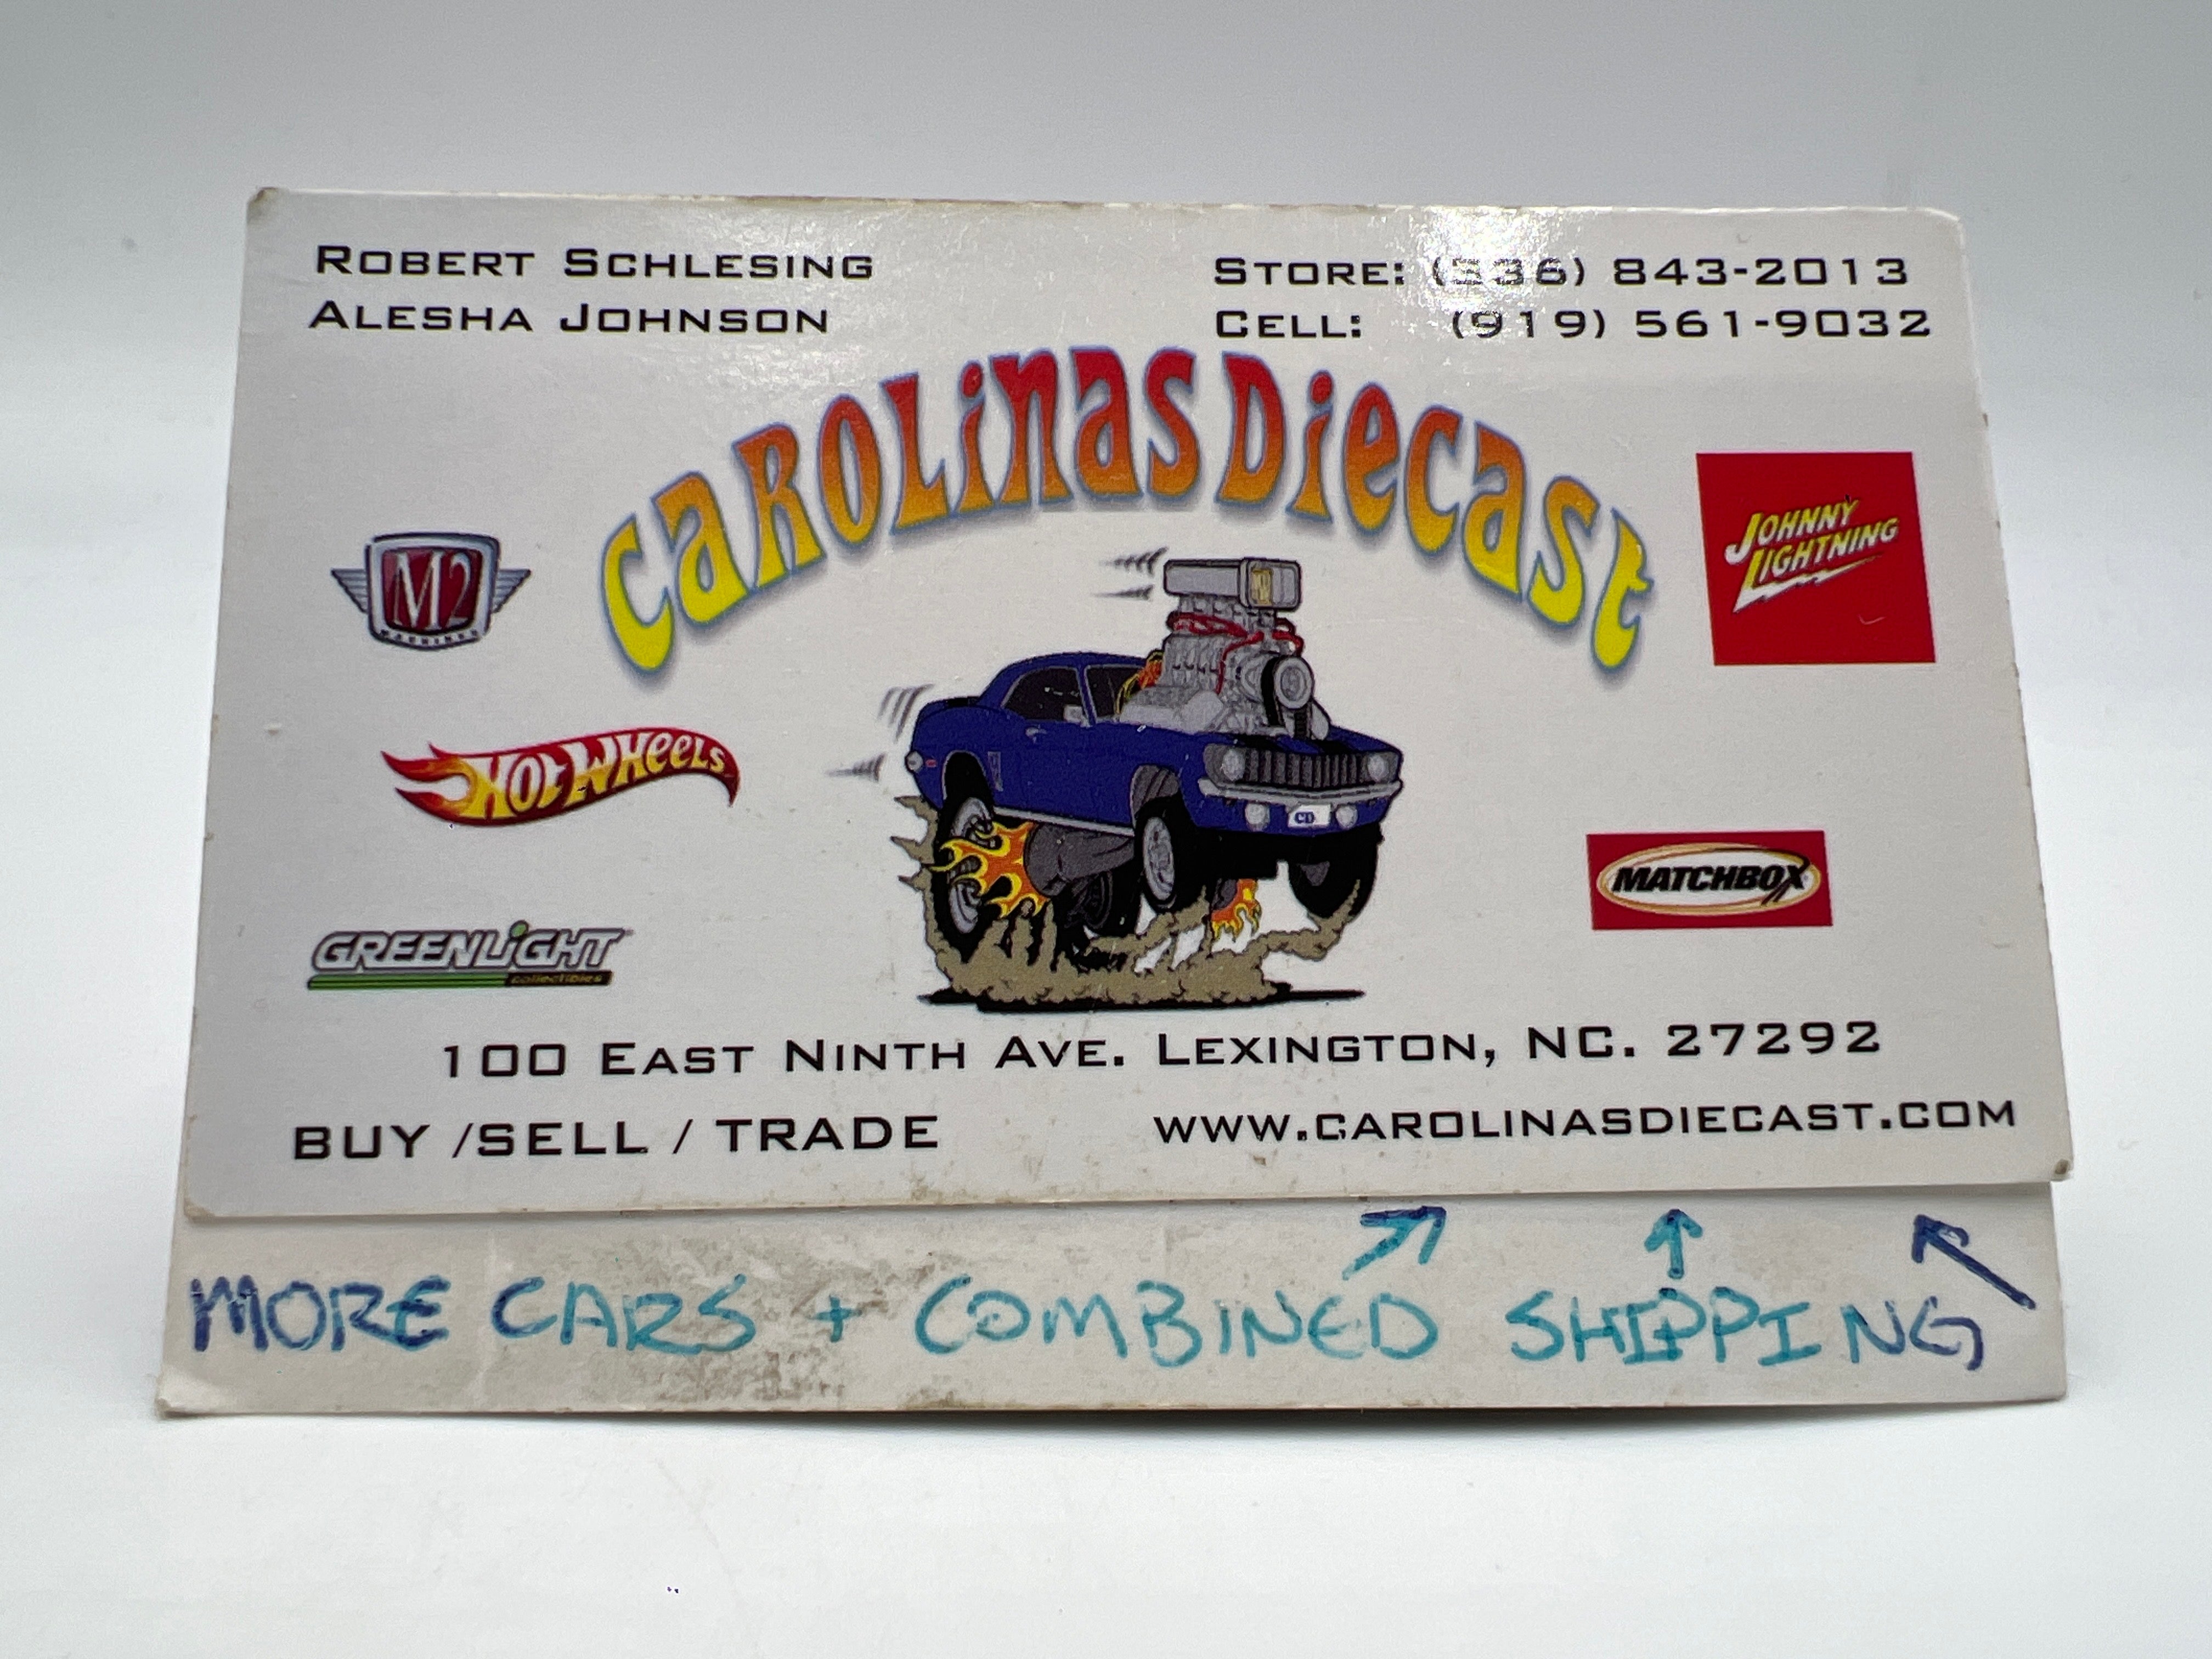 ROBERT SCHLESING
ALESHA JOHNSON
STORE: (336) 843-2013
CELL: (919) 561-9032
CAROLinas Diecast
M2
MACHINES
JOHNNY
LIGHTNING
HOT WHEELS
CD
MATCHBOX
GREENLiGHT
collectibles
100 EAST NINTH AVE. LEXINGTON, NC. 27292
BUY /SELL / TRADE
WWW.CAROLINASDIECAST.COM
MORE CARS + COMBINED SHIPPING